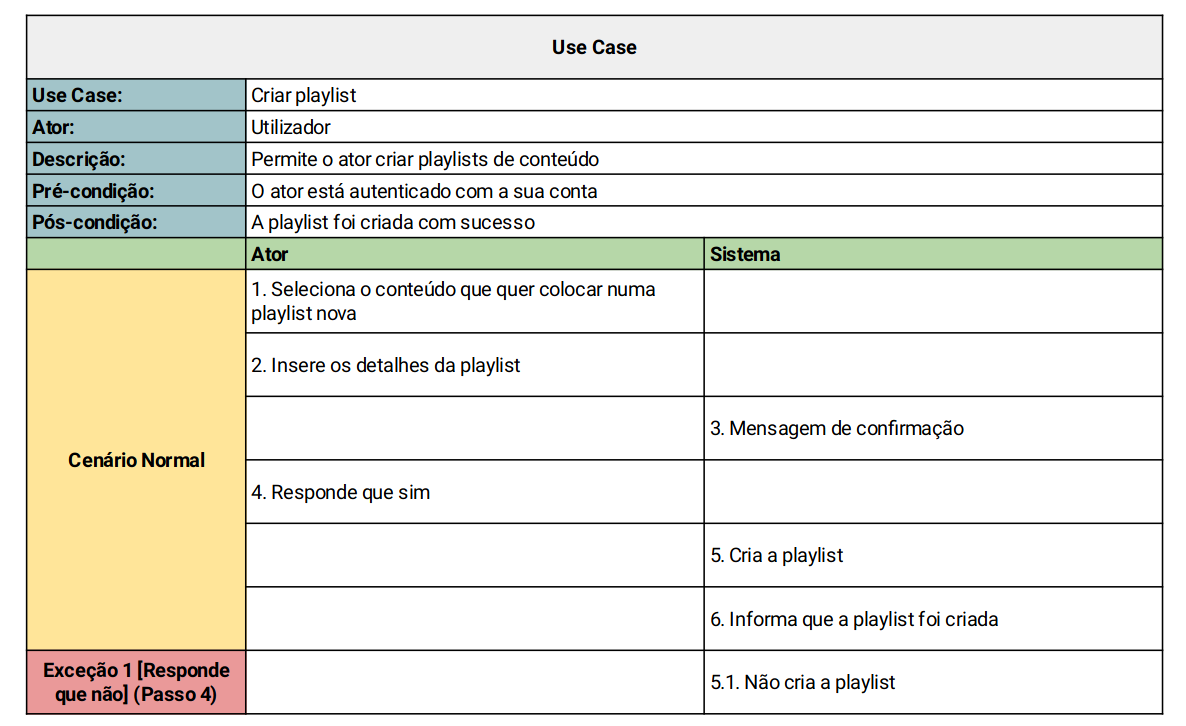 Use Case
Use Case: Criar playlist
Ator: Utilizador
Descrição: Permite o ator criar playlists de conteúdo
Pré-condição: O ator está autenticado com a sua conta
Pós-condição: A playlist foi criada com sucesso
Ator Sistema
Cenário Normal
1. Seleciona o conteúdo que quer colocar numa
playlist nova
2. Insere os detalhes da playlist
3. Mensagem de confirmação
4. Responde que sim
5. Cria a playlist
6. Informa que a playlist foi criada
Exceção 1 [Responde
que não] (Passo 4)
5.1. Não cria a playlist